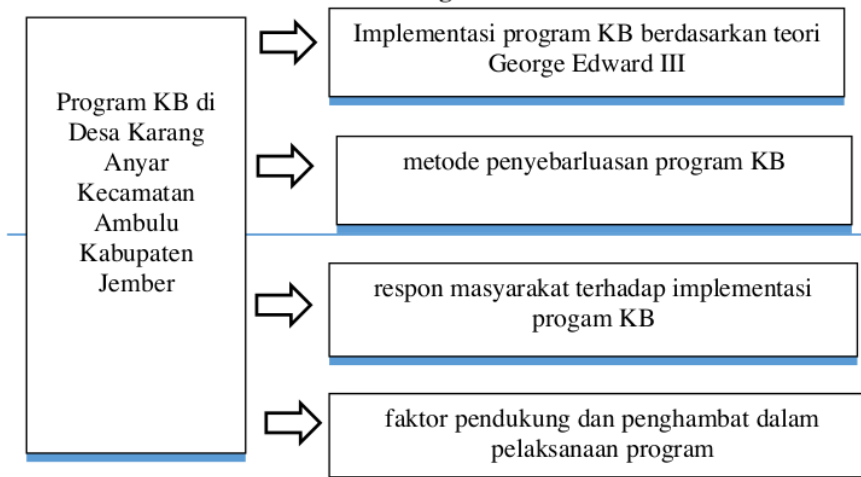 Program KB di
Desa Karang
Anyar
Kecamatan
Ambulu
Kabupaten
Jember
Implementasi program KB berdasarkan teori
George Edward III
metode penyebarluasan program KB
respon masyarakat terhadap implementasi
progam KB
faktor pendukung dan penghambat dalam
pelaksanaan program